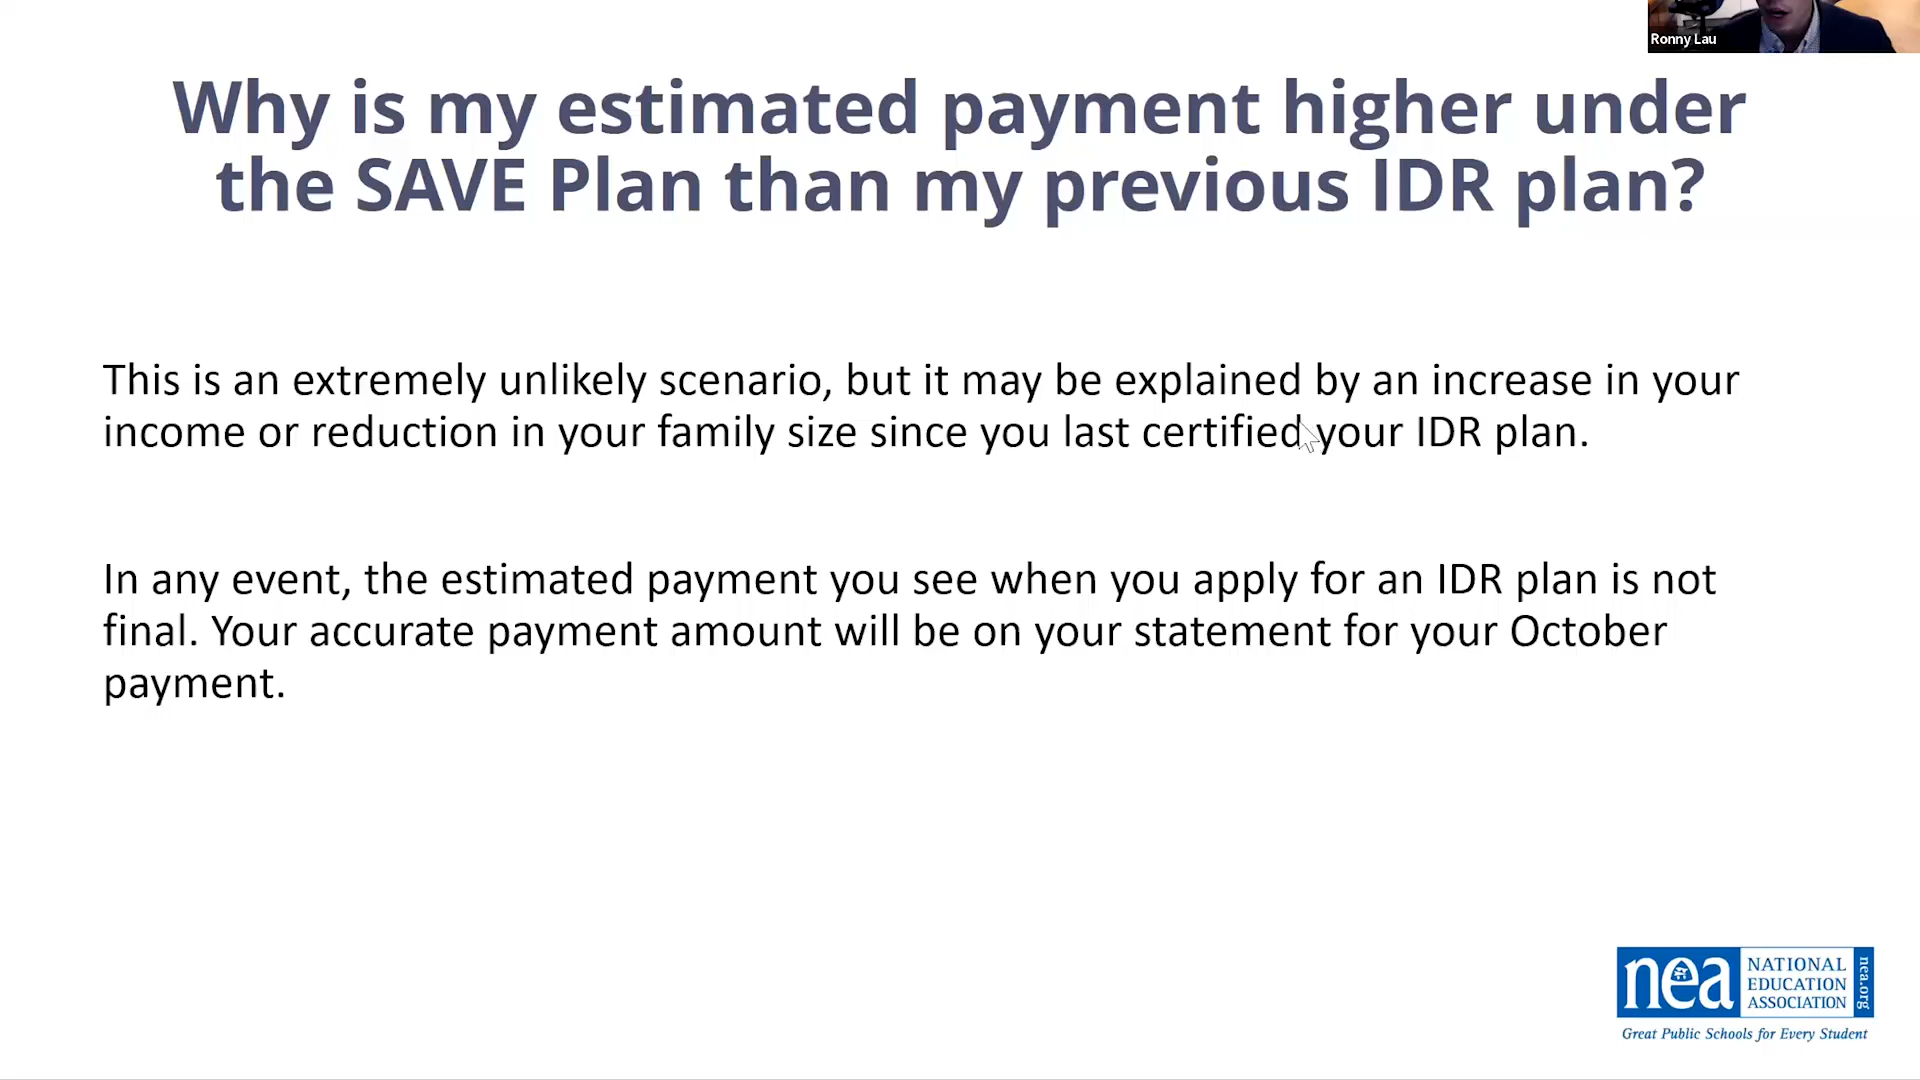 Ronny Lau
Why is my estimated payment higher under
the SAVE Plan than my previous IDR plan?
This is an extremely unlikely scenario, but it may be explained by an increase in your
income or reduction in your family size since you last certified your IDR plan.
In any event, the estimated payment you see when you apply for an IDR plan is not
final. Your accurate payment amount will be on your statement for your October
payment.
nea
NATIONAL
EDUCATION
ASSOCIATION
nea.org
Great Public Schools for Every Student